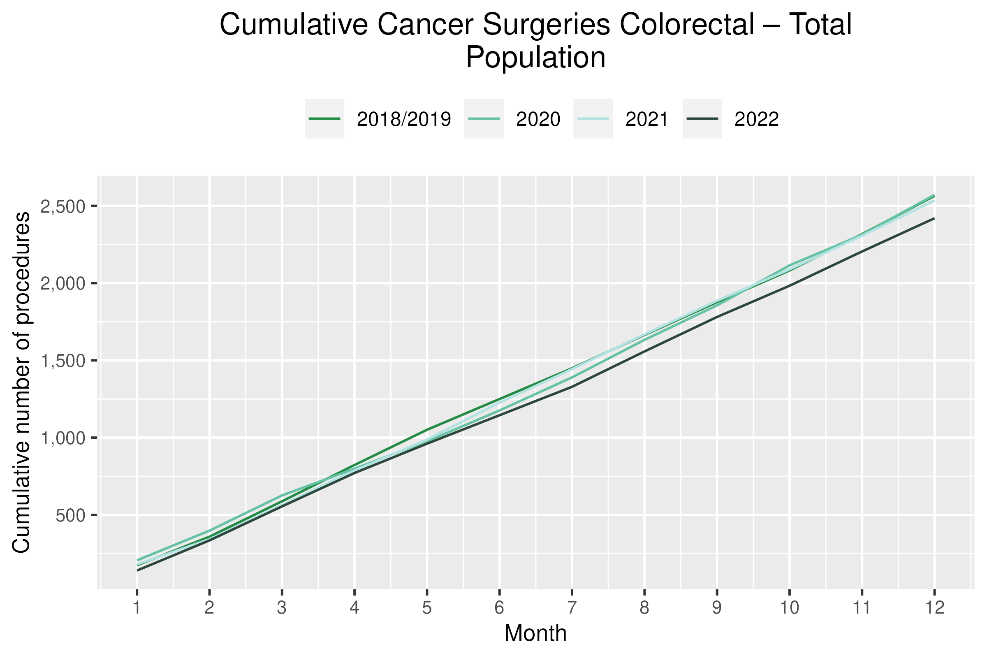 Cumulative Cancer Surgeries Colorectal – Total
Population
2018/2019 2020 2021 2022
Cumulative number of procedures
2,500
2,000
1,500
1,000
500
1 2 3 4 5 6 7 8 9 10 11 12
Month